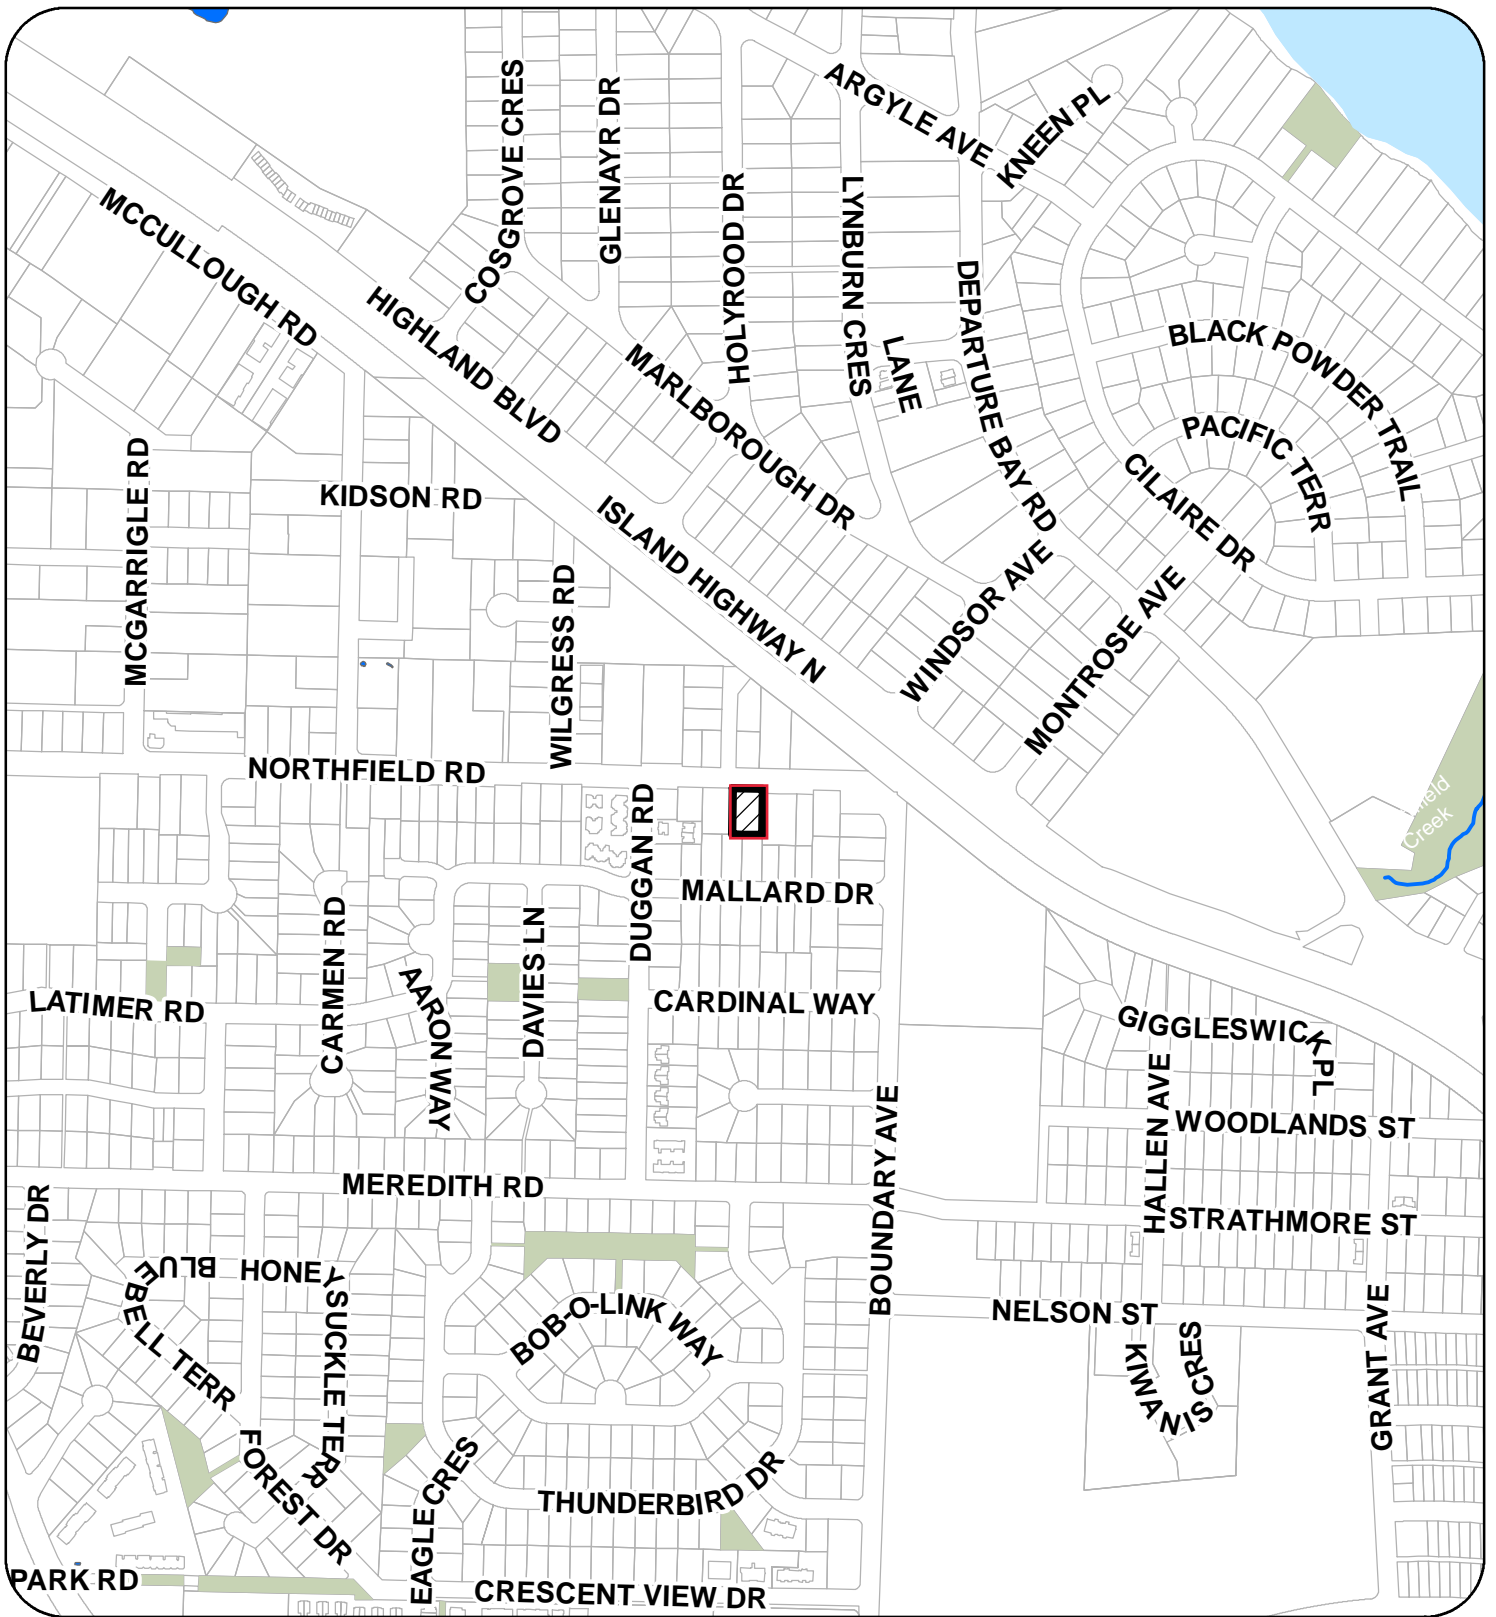 ARGYLE AVE
KNEEN PL
COSGROVE CRES
GLENAYR DR
HOLYROOD DR
LYNBURN CRES
MCCULLOUGH RD
HIGHLAND BLVD
MARLBOROUGH DR
LANE
DEPARTURE BAY RD
BLACK POWDER TRAIL
PACIFIC TERR
CILAIRE DR
MCGARRIGLE RD
KIDSON RD
ISLAND HIGHWAY N
WILGRESS RD
WINDSOR AVE
MONTROSE AVE
NORTHFIELD RD
DUGGAN RD
Creek
MALLARD DR
CARMEN RD
DAVIES LN
AARON WAY
LATIMER RD
CARDINAL WAY
GIGGLESWICK PL
HALLEN AVE
WOODLANDS ST
BOUNDARY AVE
MEREDITH RD
STRATHMORE ST
BEVERLY DR
BLUEBELL TERR
HONEYSUCKLE TERR
BOB-O-LINK WAY
NELSON ST
KIWANIS CRES
GRANT AVE
FOREST DR
EAGLE CRES
THUNDERBIRD DR
PARK RD
CRESCENT VIEW DR